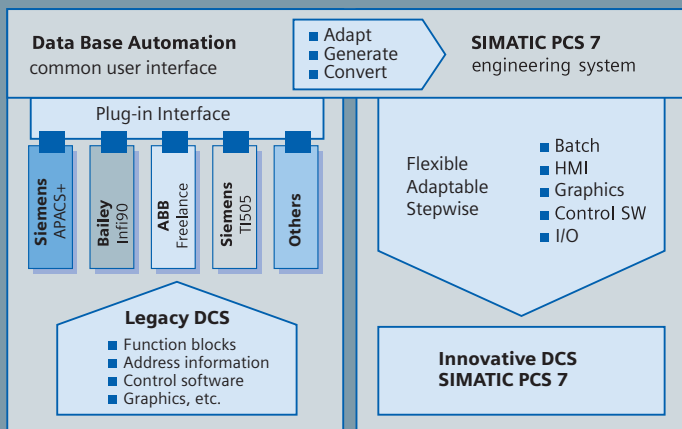 Data Base Automation
common user interface
Adapt
Generate
Convert
SIMATIC PCS 7
engineering system
Plug-in Interface
Siemens
APACS+
Bailey
Infi90
ABB
Freelance
Siemens
TI505
Others
Legacy DCS
Function blocks
Address information
Control software
Graphics, etc.
Flexible
Adaptable
Stepwise
Batch
HMI
Graphics
Control SW
I/O
Innovative DCS
SIMATIC PCS 7